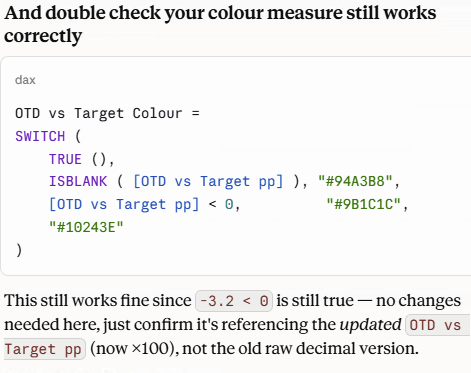 And double check your colour measure still works
correctly
dax
OTD vs Target Colour =
SWITCH (
    TRUE (),
    ISBLANK ( [OTD vs Target pp] ), "#94A3B8",
    [OTD vs Target pp] < 0,          "#9B1C1C",
    "#10243E"
)
This still works fine since -3.2 < 0 is still true — no changes
needed here, just confirm it's referencing the updated OTD vs
Target pp (now ×100), not the old raw decimal version.